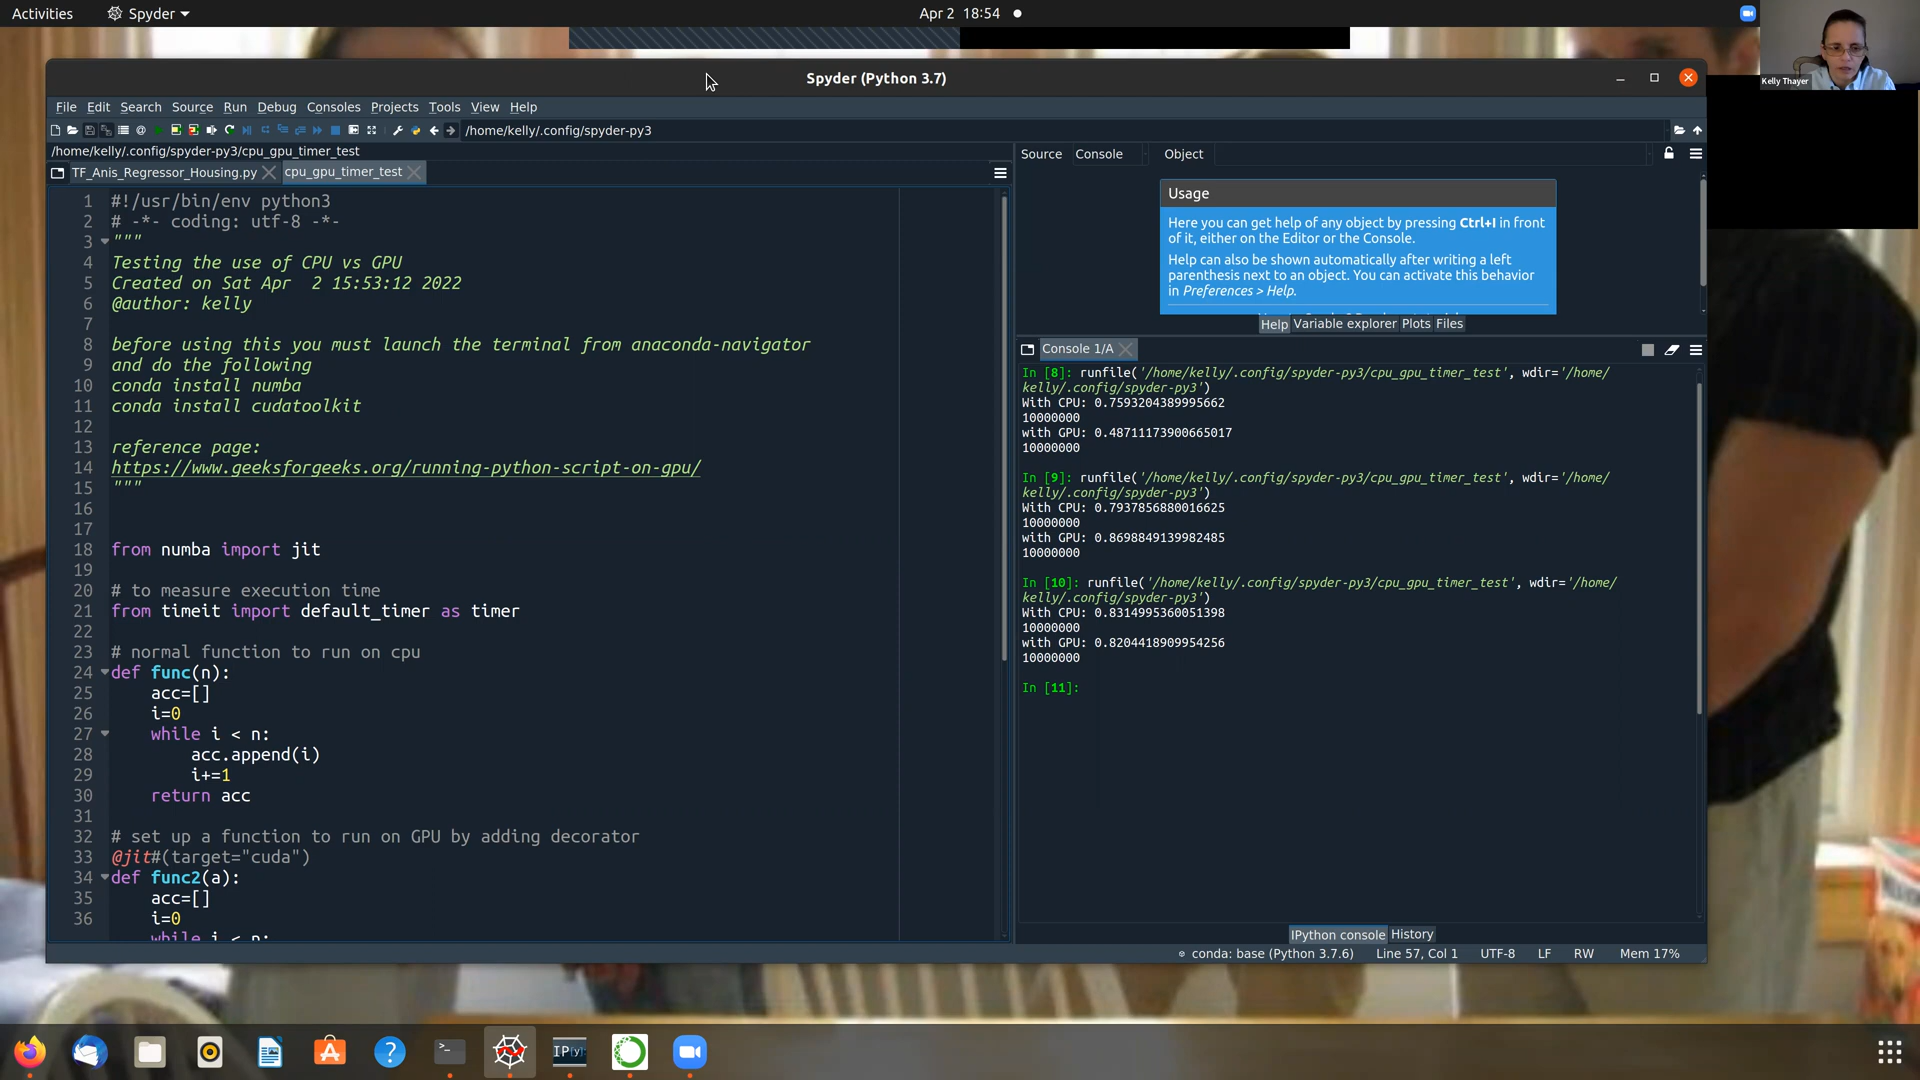 Activities
Spyder
Apr 2 18:54
Kelly Thayer
Spyder (Python 3.7)
File Edit Search Source Run Debug Consoles Projects Tools View Help
/home/kelly/.config/spyder-py3
/home/kelly/.config/spyder-py3/cpu_gpu_timer_test
TF_Anis_Regressor_Housing.py
cpu_gpu_timer_test
1 #!/usr/bin/env python3
2 # -*- coding: utf-8 -*-
3 """
4 Testing the use of CPU vs GPU
5 Created on Sat Apr  2 15:53:12 2022
6 @author: kelly
7
8 before using this you must launch the terminal from anaconda-navigator
9 and do the following
10 conda install numba
11 conda install cudatoolkit
12
13 reference page:
14 https://www.geeksforgeeks.org/running-python-script-on-gpu/
15 """
16
17
18 from numba import jit
19
20 # to measure execution time
21 from timeit import default_timer as timer
22
23 # normal function to run on cpu
24 def func(n):
25     acc=[]
26     i=0
27     while i < n:
28         acc.append(i)
29         i+=1
30     return acc
31
32 # set up a function to run on GPU by adding decorator
33 @jit#(target="cuda")
34 def func2(a):
35     acc=[]
36     i=0
while i < n:
Source Console Object
Usage
Here you can get help of any object by pressing Ctrl+I in front
of it, either on the Editor or the Console.
Help can also be shown automatically after writing a left
parenthesis next to an object. You can activate this behavior
in Preferences > Help.
Help Variable explorer Plots Files
Console 1/A
In [8]: runfile('/home/kelly/.config/spyder-py3/cpu_gpu_timer_test', wdir='/home/
kelly/.config/spyder-py3')
With CPU: 0.7593204389995662
10000000
with GPU: 0.48711173900665017
10000000
In [9]: runfile('/home/kelly/.config/spyder-py3/cpu_gpu_timer_test', wdir='/home/
kelly/.config/spyder-py3')
With CPU: 0.7937856880016625
10000000
with GPU: 0.8698849139982485
10000000
In [10]: runfile('/home/kelly/.config/spyder-py3/cpu_gpu_timer_test', wdir='/home/
kelly/.config/spyder-py3')
With CPU: 0.8314995360051398
10000000
with GPU: 0.8204418909954256
10000000
In [11]:
IPython console History
conda: base (Python 3.7.6) Line 57, Col 1 UTF-8 LF RW Mem 17%
IP[y]: